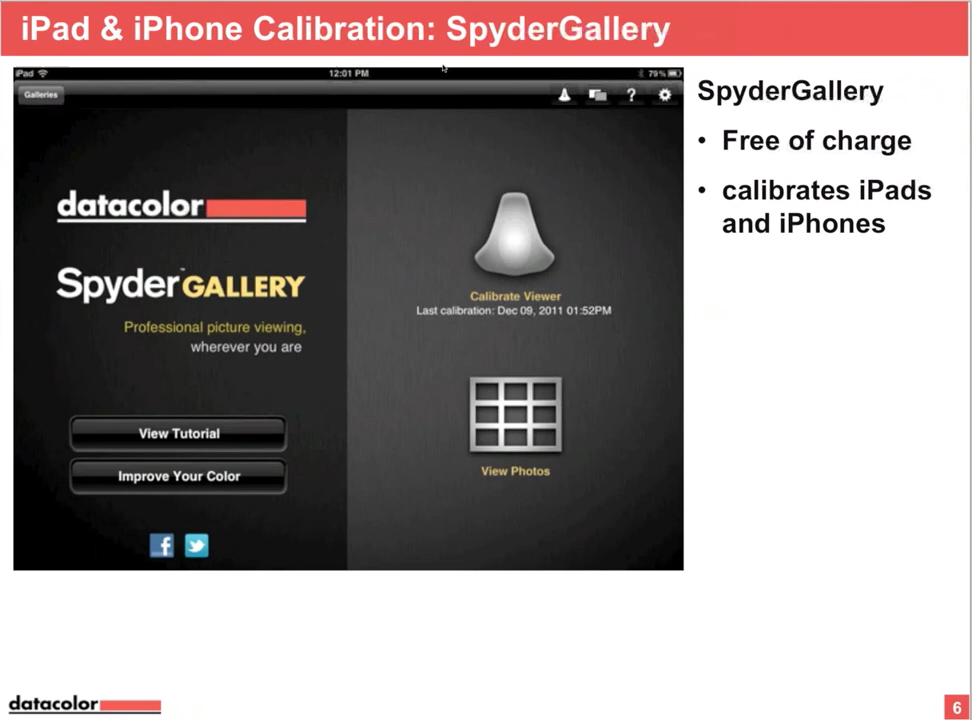 iPad & iPhone Calibration: SpyderGallery
iPad 12:01 PM 79%
Galleries ?
datacolor
Spyder™GALLERY
Professional picture viewing,
wherever you are
View Tutorial
Improve Your Color
f
Calibrate Viewer
Last calibration: Dec 09, 2011 01:52PM
View Photos
SpyderGallery
• Free of charge
• calibrates iPads
and iPhones
datacolor
6